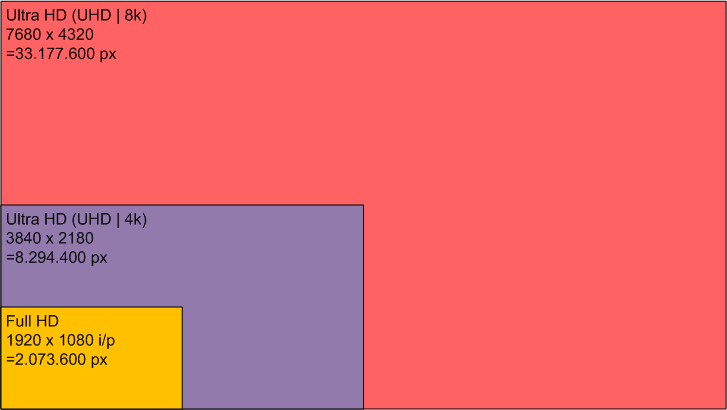 Ultra HD (UHD | 8k)
7680 x 4320
=33.177.600 px
Ultra HD (UHD | 4k)
3840 x 2180
=8.294.400 px
Full HD
1920 x 1080 i/p
=2.073.600 px